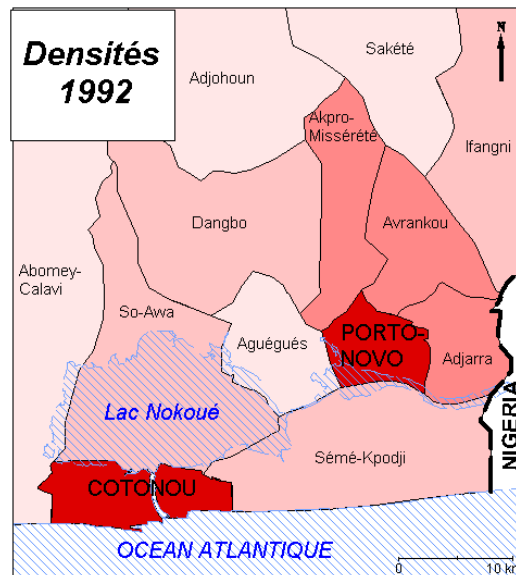 Densités
1992
Sakété
N
Adjohoun
Akpro-
Missérété
Ifangni
Dangbo
Avrankou
Abomey-
Calavi
So-Awa
Aguégués
PORTO-
NOVO
Adjarra
Lac Nokoué
NIGERIA
Sémé-Kpodji
COTONOU
OCEAN ATLANTIQUE
0 10 km